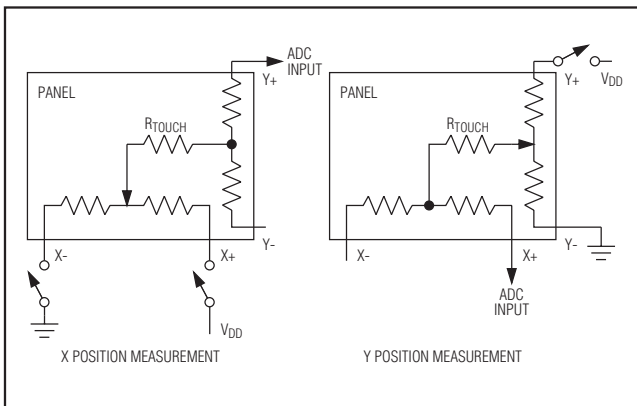 ADC
INPUT
Y+
PANEL
RTOUCH
X-
X+
Y-
VDD
X POSITION MEASUREMENT
Y+
VDD
PANEL
RTOUCH
X-
X+
Y-
ADC
INPUT
Y POSITION MEASUREMENT